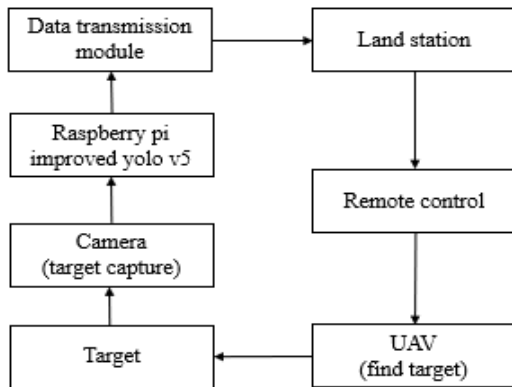 Data transmission
module
Land station
Raspberry pi
improved yolo v5
Remote control
Camera
(target capture)
Target
UAV
(find target)